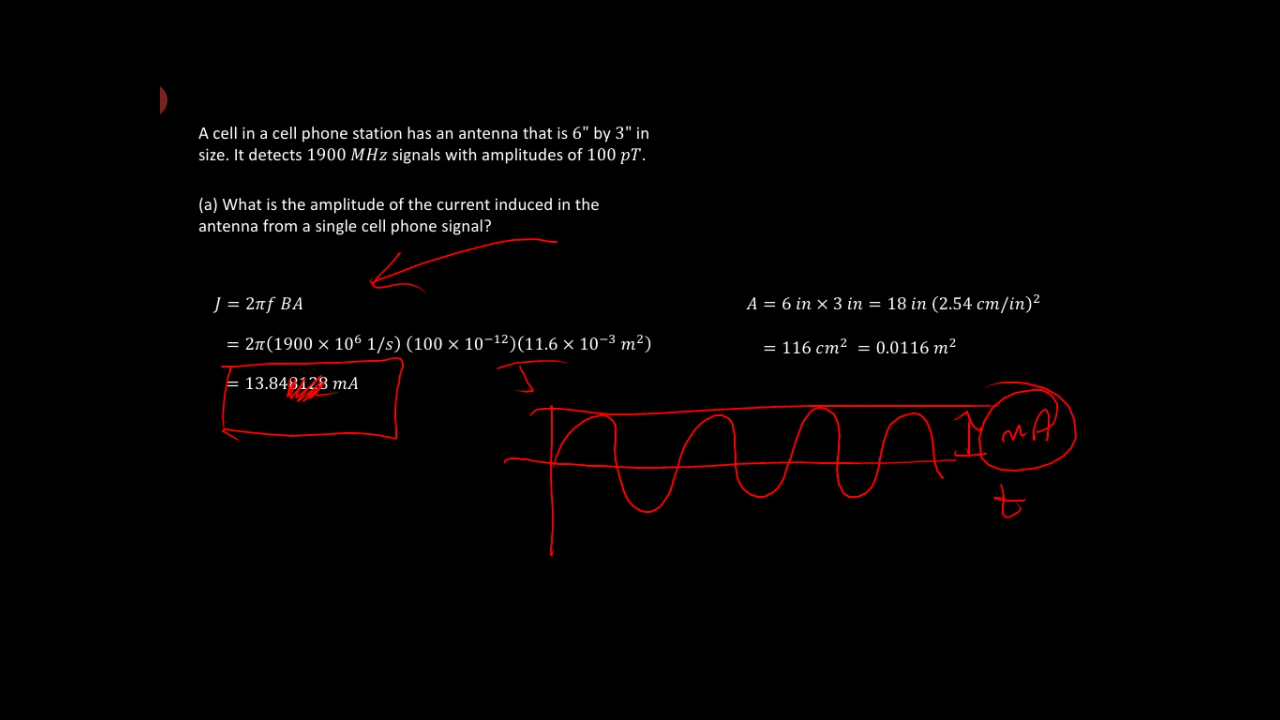 A cell in a cell phone station has an antenna that is 6" by 3" in
size. It detects 1900 MHz signals with amplitudes of 100 pT.
(a) What is the amplitude of the current induced in the
antenna from a single cell phone signal?
J = 2πf BA
= 2π(1900 × 10⁶ 1/s) (100 × 10⁻¹²)(11.6 × 10⁻³ m²)
= 13.848128 mA
A = 6 in × 3 in = 18 in (2.54 cm/in)²
= 116 cm² = 0.0116 m²
mA
t